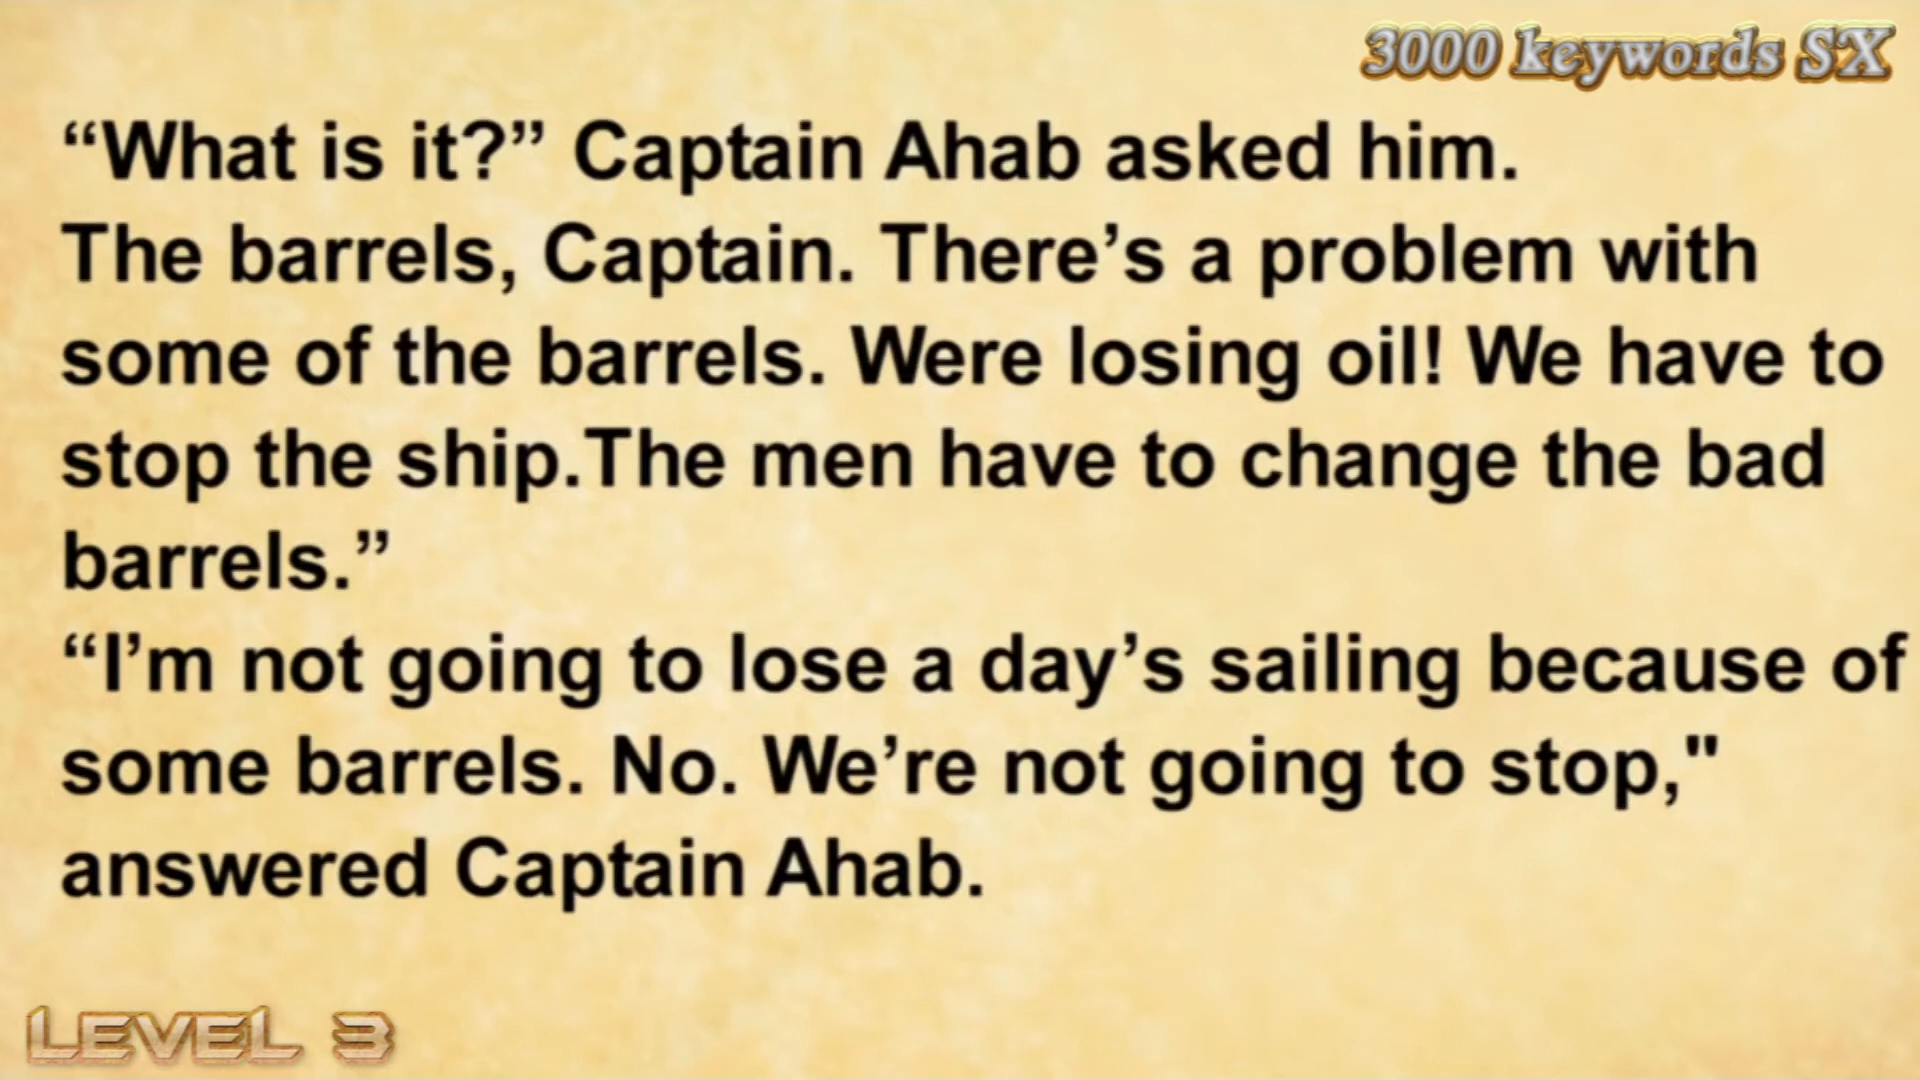 3000 keywords SX
“What is it?” Captain Ahab asked him.
The barrels, Captain. There’s a problem with
some of the barrels. Were losing oil! We have to
stop the ship.The men have to change the bad
barrels.”
“I’m not going to lose a day’s sailing because of
some barrels. No. We’re not going to stop,"
answered Captain Ahab.
LEVEL 3